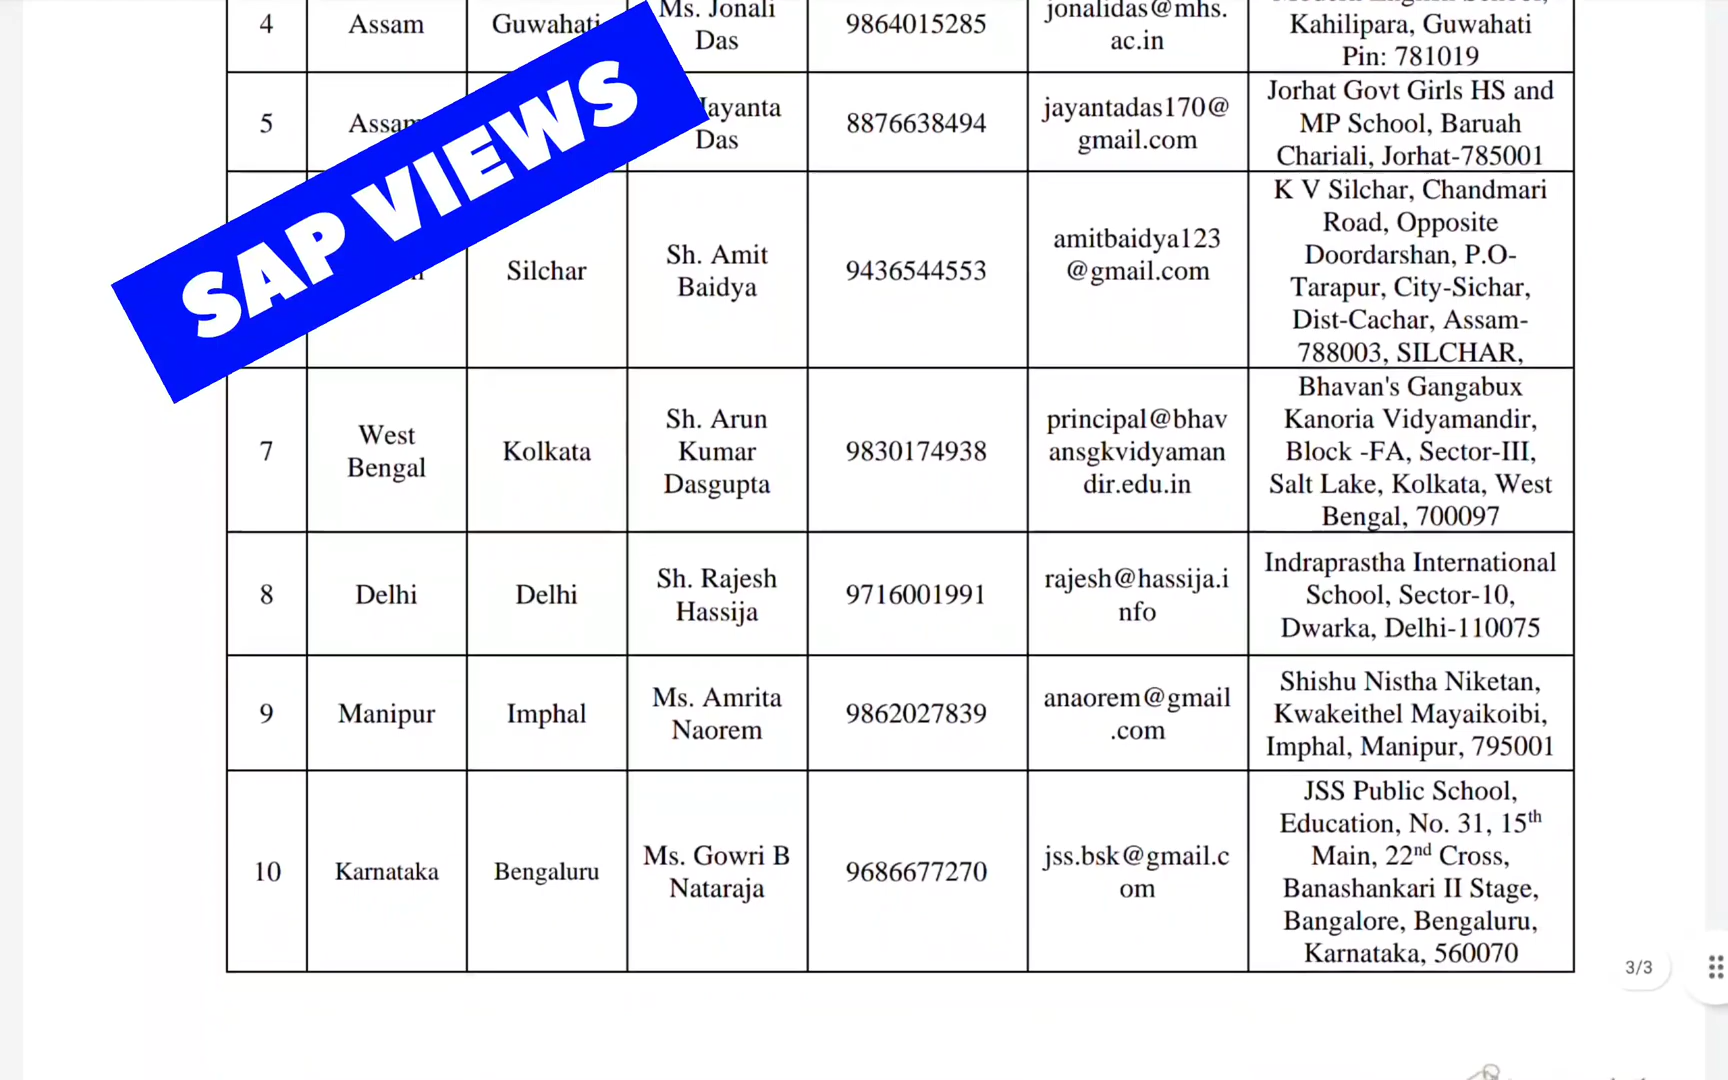 4 Assam Guwahati Ms. Jonali Das 9864015285 jonalidas@mhs.ac.in Kahilipara, Guwahati Pin: 781019
5 Assam Jayanta Das 8876638494 jayantadas170@gmail.com Jorhat Govt Girls HS and MP School, Baruah Chariali, Jorhat-785001
Silchar Sh. Amit Baidya 9436544553 amitbaidya123@gmail.com K V Silchar, Chandmari Road, Opposite Doordarshan, P.O-Tarapur, City-Sichar, Dist-Cachar, Assam-788003, SILCHAR,
7 West Bengal Kolkata Sh. Arun Kumar Dasgupta 9830174938 principal@bhavansgkvidyamandir.edu.in Bhavan's Gangabux Kanoria Vidyamandir, Block -FA, Sector-III, Salt Lake, Kolkata, West Bengal, 700097
8 Delhi Delhi Sh. Rajesh Hassija 9716001991 rajesh@hassija.info Indraprastha International School, Sector-10, Dwarka, Delhi-110075
9 Manipur Imphal Ms. Amrita Naorem 9862027839 anaorem@gmail.com Shishu Nistha Niketan, Kwakeithel Mayaikoibi, Imphal, Manipur, 795001
10 Karnataka Bengaluru Ms. Gowri B Nataraja 9686677270 jss.bsk@gmail.com JSS Public School, Education, No. 31, 15th Main, 22nd Cross, Banashankari II Stage, Bangalore, Bengaluru, Karnataka, 560070
SAP VIEWS
3/3